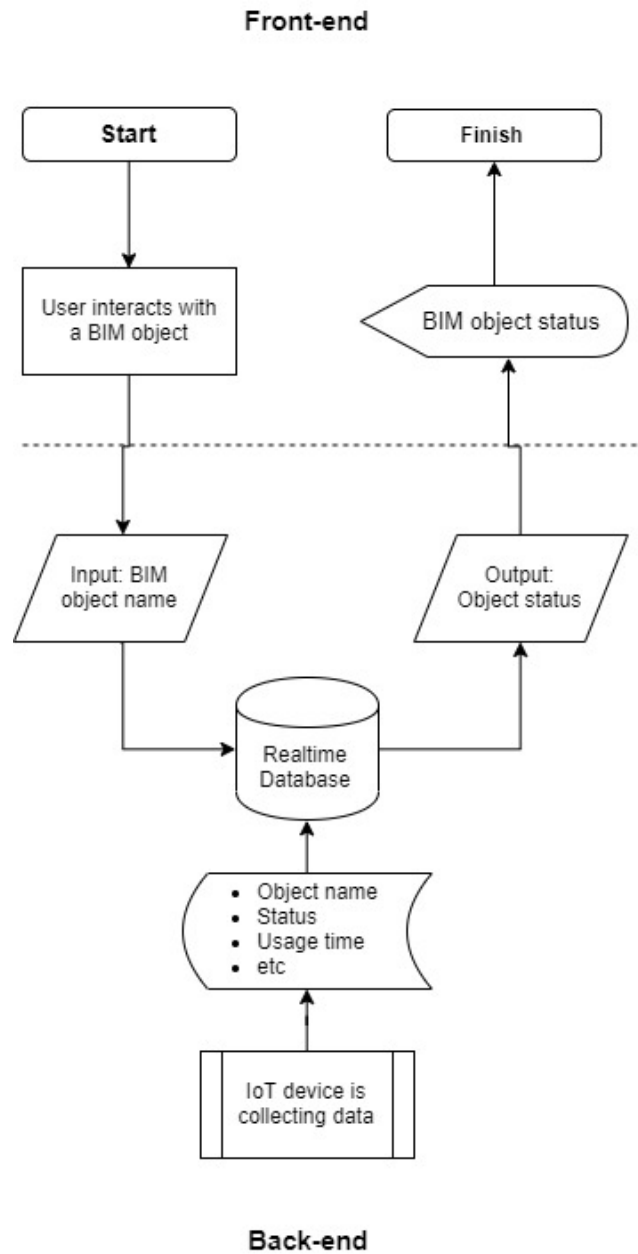 Front-end
Start
Finish
User interacts with
a BIM object
BIM object status
Input: BIM
object name
Output:
Object status
Realtime
Database
• Object name
• Status
• Usage time
• etc
IoT device is
collecting data
Back-end